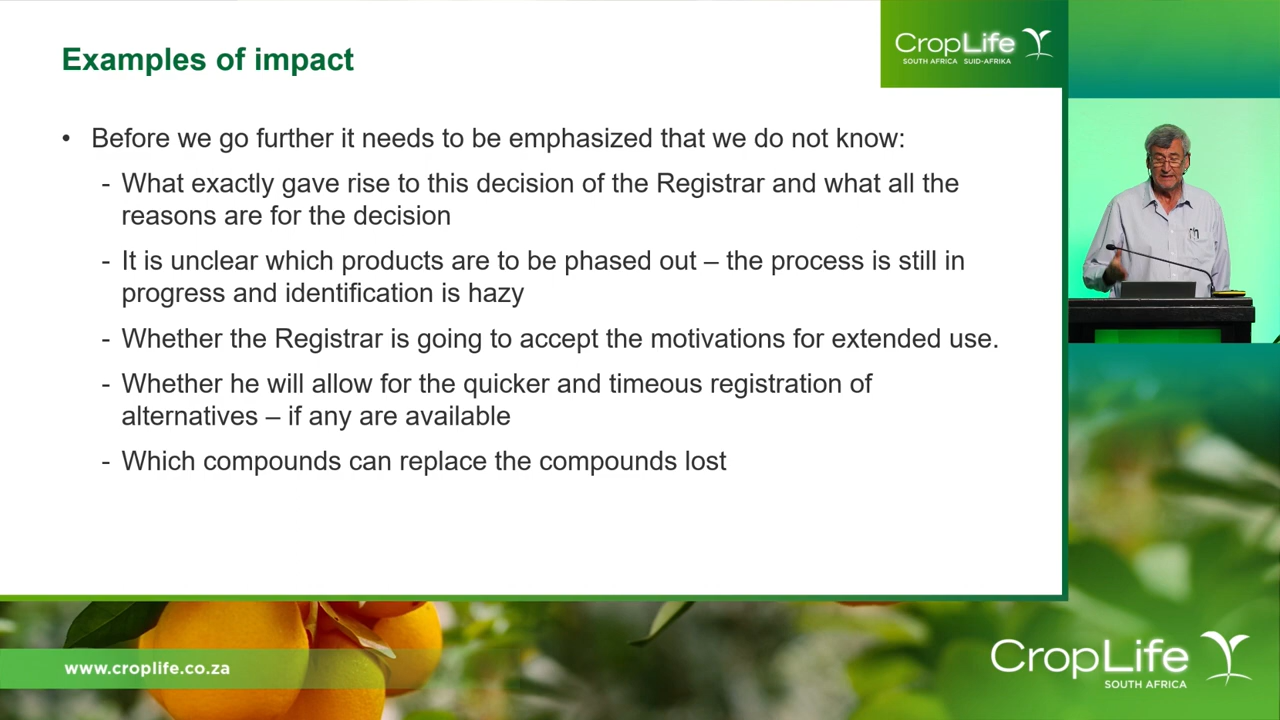 Examples of impact
CropLife
SOUTH AFRICA SUID-AFRIKA
• Before we go further it needs to be emphasized that we do not know:
- What exactly gave rise to this decision of the Registrar and what all the
reasons are for the decision
- It is unclear which products are to be phased out – the process is still in
progress and identification is hazy
- Whether the Registrar is going to accept the motivations for extended use.
- Whether he will allow for the quicker and timeous registration of
alternatives – if any are available
- Which compounds can replace the compounds lost
www.croplife.co.za
CropLife
SOUTH AFRICA